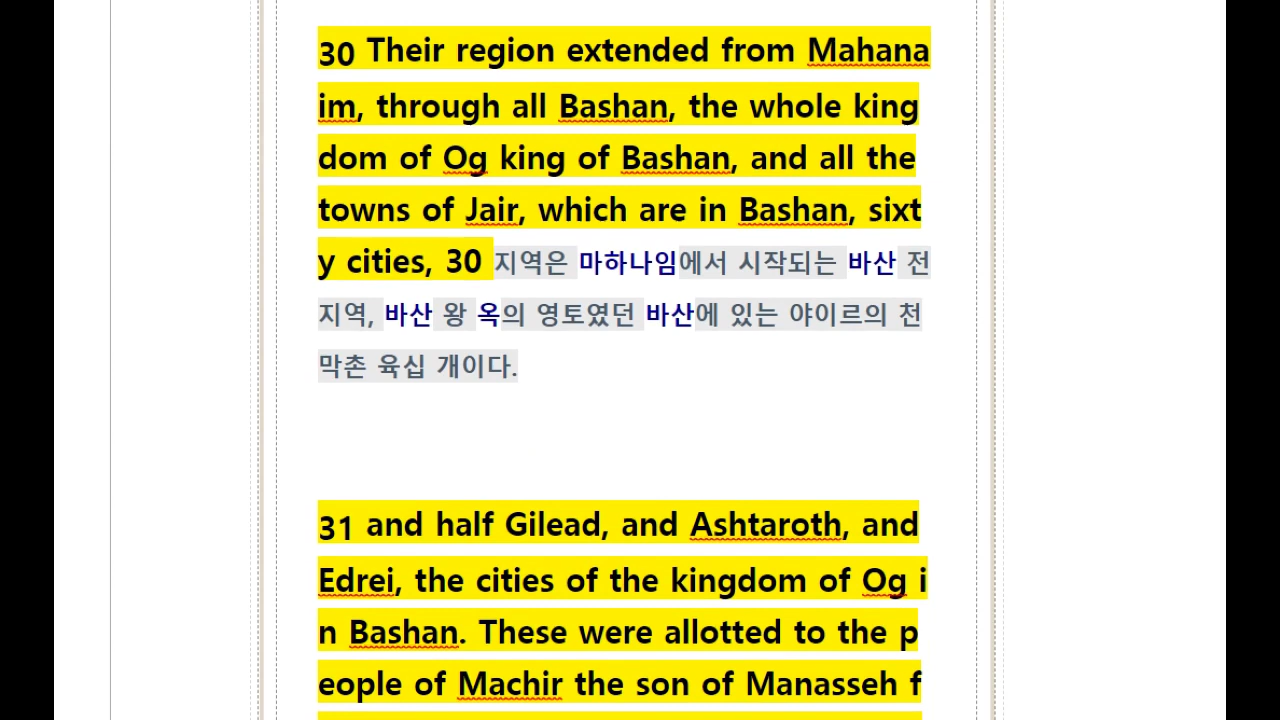 30 Their region extended from Mahana
im, through all Bashan, the whole king
dom of Og king of Bashan, and all the
towns of Jair, which are in Bashan, sixt
y cities, 30 지역은 마하나임에서 시작되는 바산 전
지역, 바산 왕 옥의 영토였던 바산에 있는 야이르의 천
막촌 육십 개이다.
31 and half Gilead, and Ashtaroth, and
Edrei, the cities of the kingdom of Og i
n Bashan. These were allotted to the p
eople of Machir the son of Manasseh f